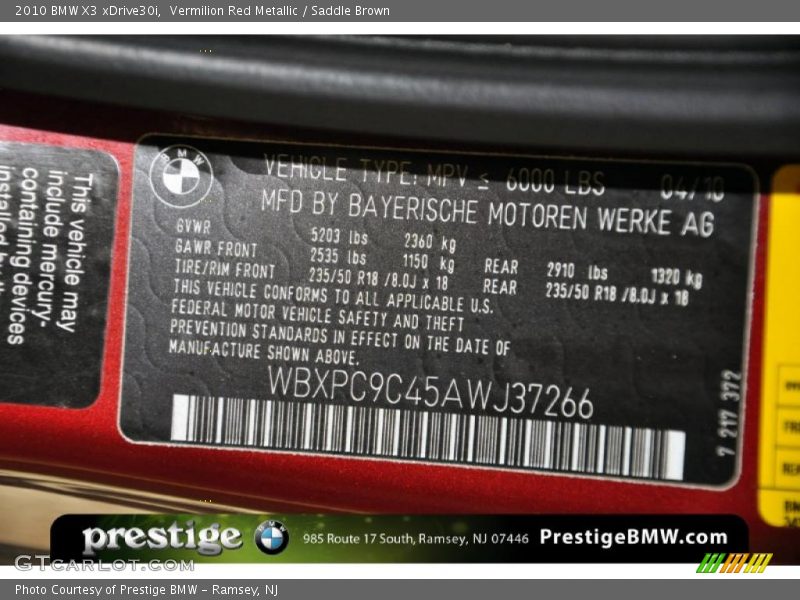 2010 BMW X3 xDrive30i, Vermilion Red Metallic / Saddle Brown
This vehicle may
include mercury-
containing devices
installed by
BMW
VEHICLE TYPE: MPV ≤ 6000 LBS 04/10
MFD BY BAYERISCHE MOTOREN WERKE AG
GVWR 5203 lbs 2360 kg
GAWR FRONT 2535 lbs 1150 kg REAR 2910 lbs 1320 kg
TIRE/RIM FRONT 235/50 R18 /8.0J x 18 REAR 235/50 R18 /8.0J x 18
THIS VEHICLE CONFORMS TO ALL APPLICABLE U.S.
FEDERAL MOTOR VEHICLE SAFETY AND THEFT
PREVENTION STANDARDS IN EFFECT ON THE DATE OF
MANUFACTURE SHOWN ABOVE.
WBXPC9C45AWJ37266
7 217 372
prestige BMW 985 Route 17 South, Ramsey, NJ 07446 PrestigeBMW.com
GTCarLot.com
Photo Courtesy of Prestige BMW - Ramsey, NJ